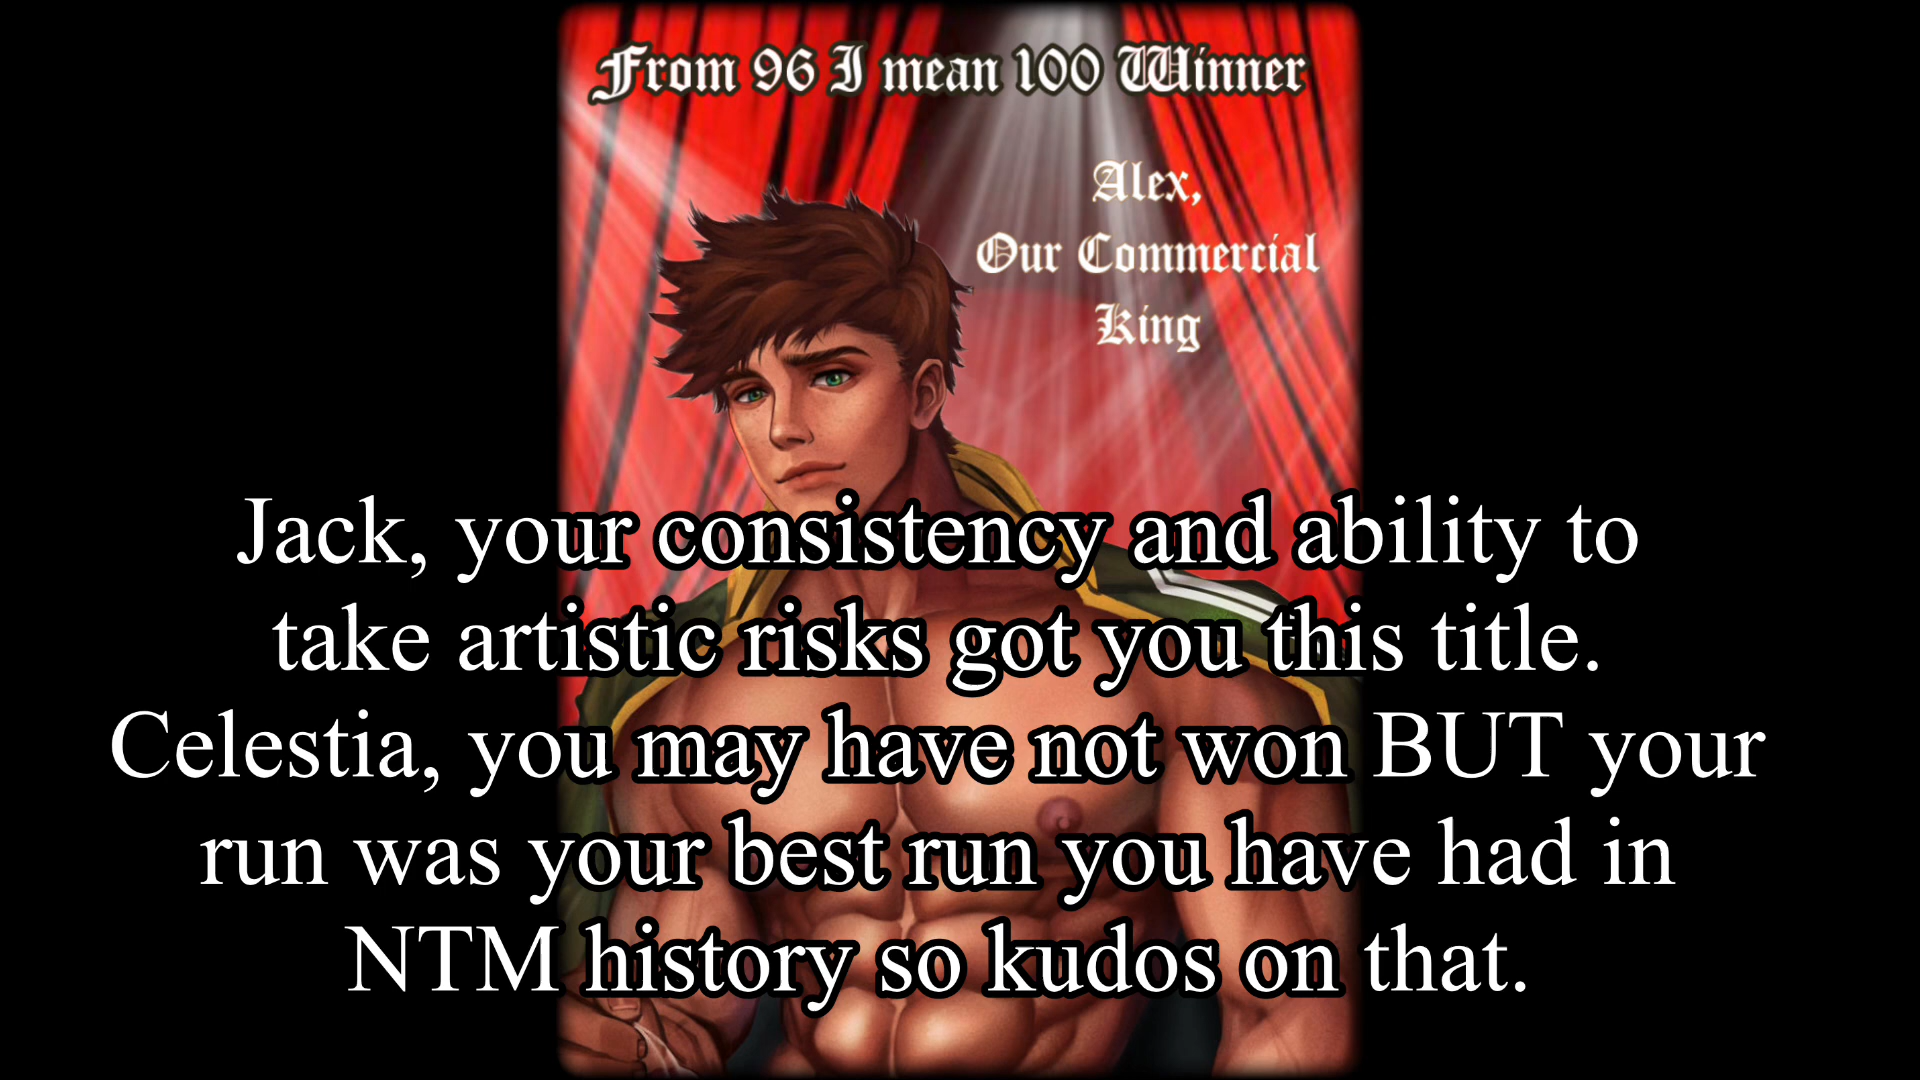 From 96 I mean 100 Winner
Alex,
Our Commercial
King
Jack, your consistency and ability to
take artistic risks got you this title.
Celestia, you may have not won BUT your
run was your best run you have had in
NTM history so kudos on that.